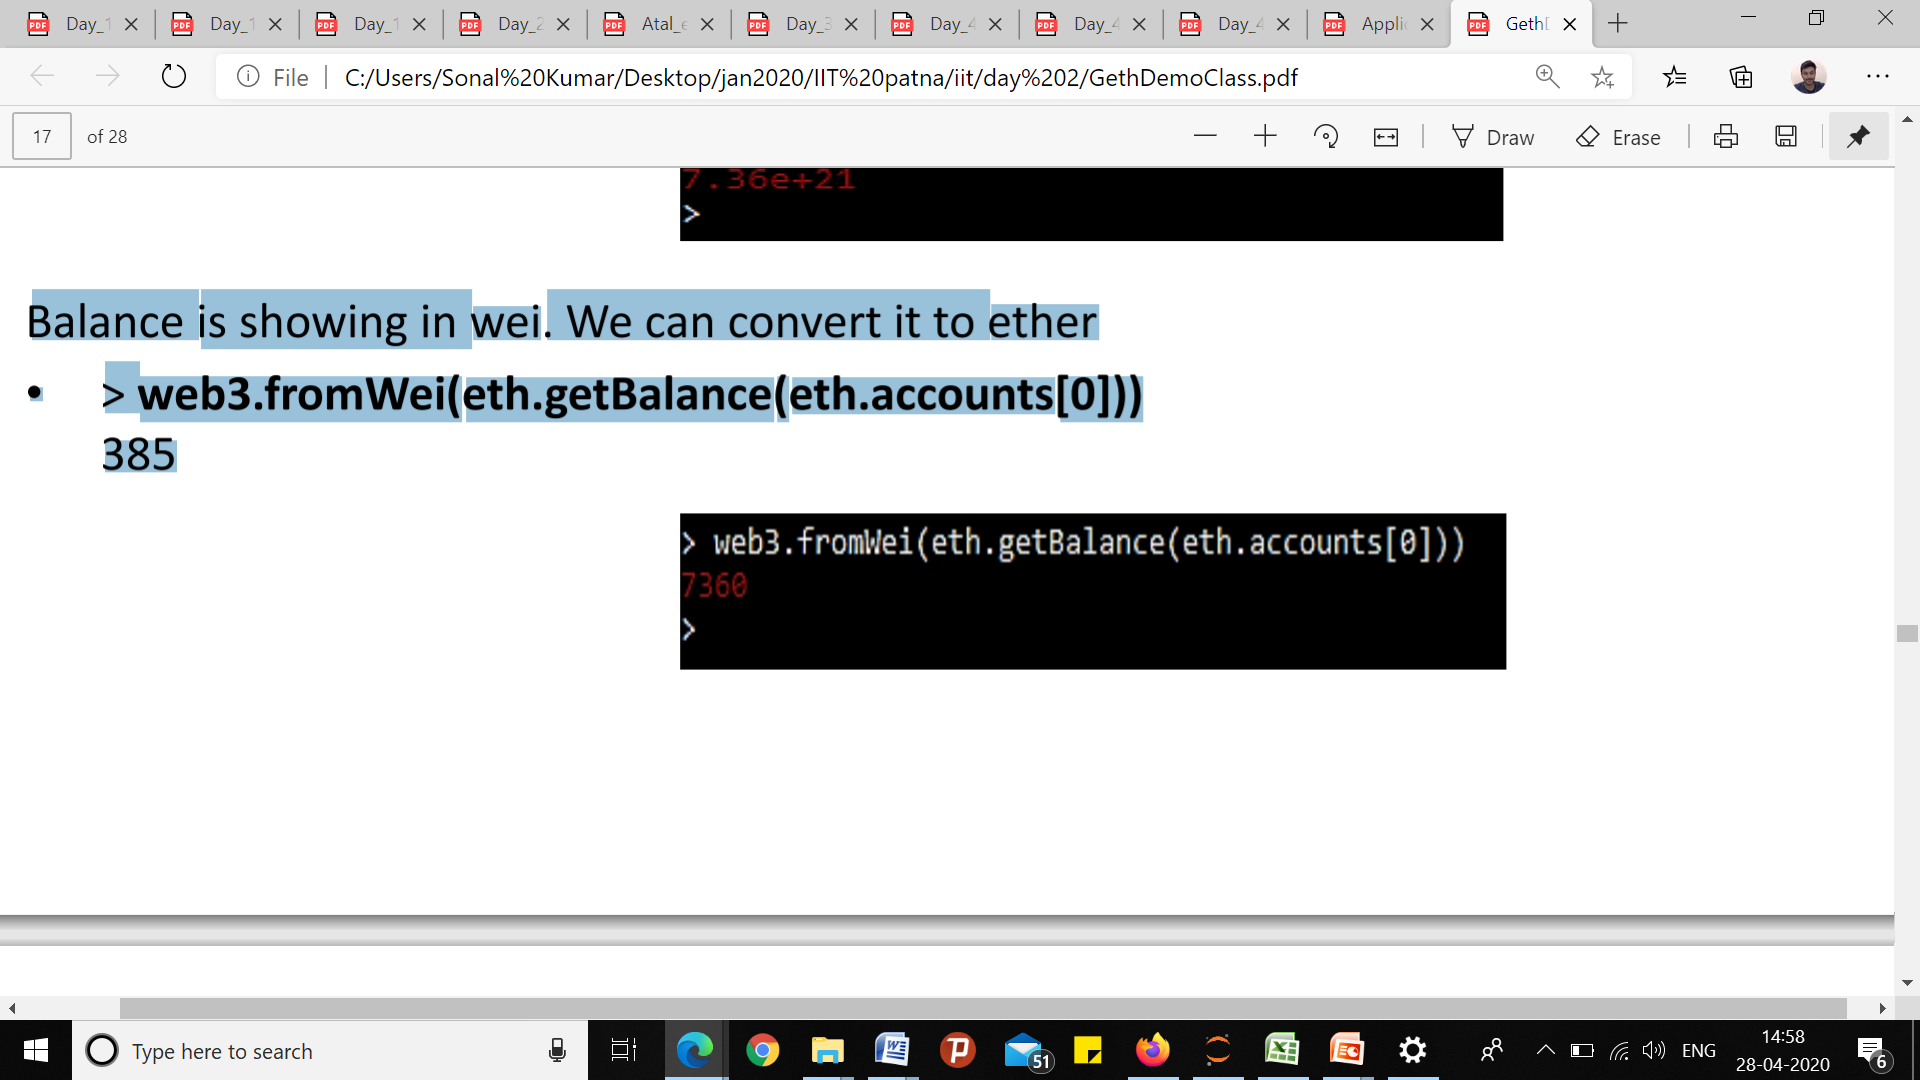 Day_1 Day_1 Day_1 Day_2 Atal_e Day_3 Day_4 Day_4 Day_4 Applic GethD
File | C:/Users/Sonal%20Kumar/Desktop/jan2020/IIT%20patna/iit/day%202/GethDemoClass.pdf
17 of 28 Draw Erase
7.36e+21
>
Balance is showing in wei. We can convert it to ether
• > web3.fromWei(eth.getBalance(eth.accounts[0]))
385
> web3.fromWei(eth.getBalance(eth.accounts[0]))
7360
>
Type here to search 51 ENG 14:58
28-04-2020 6